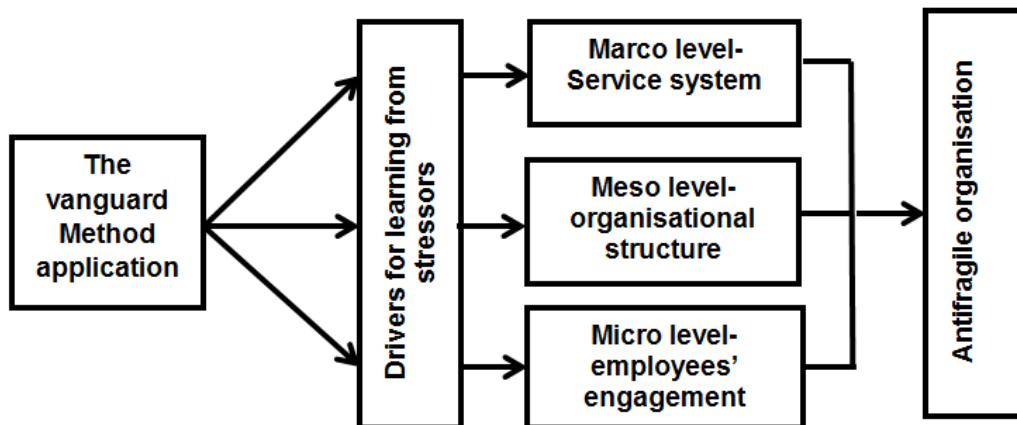 The
vanguard
Method
application
Drivers for learning from
stressors
Marco level-
Service system
Meso level-
organisational
structure
Micro level-
employees’
engagement
Antifragile organisation